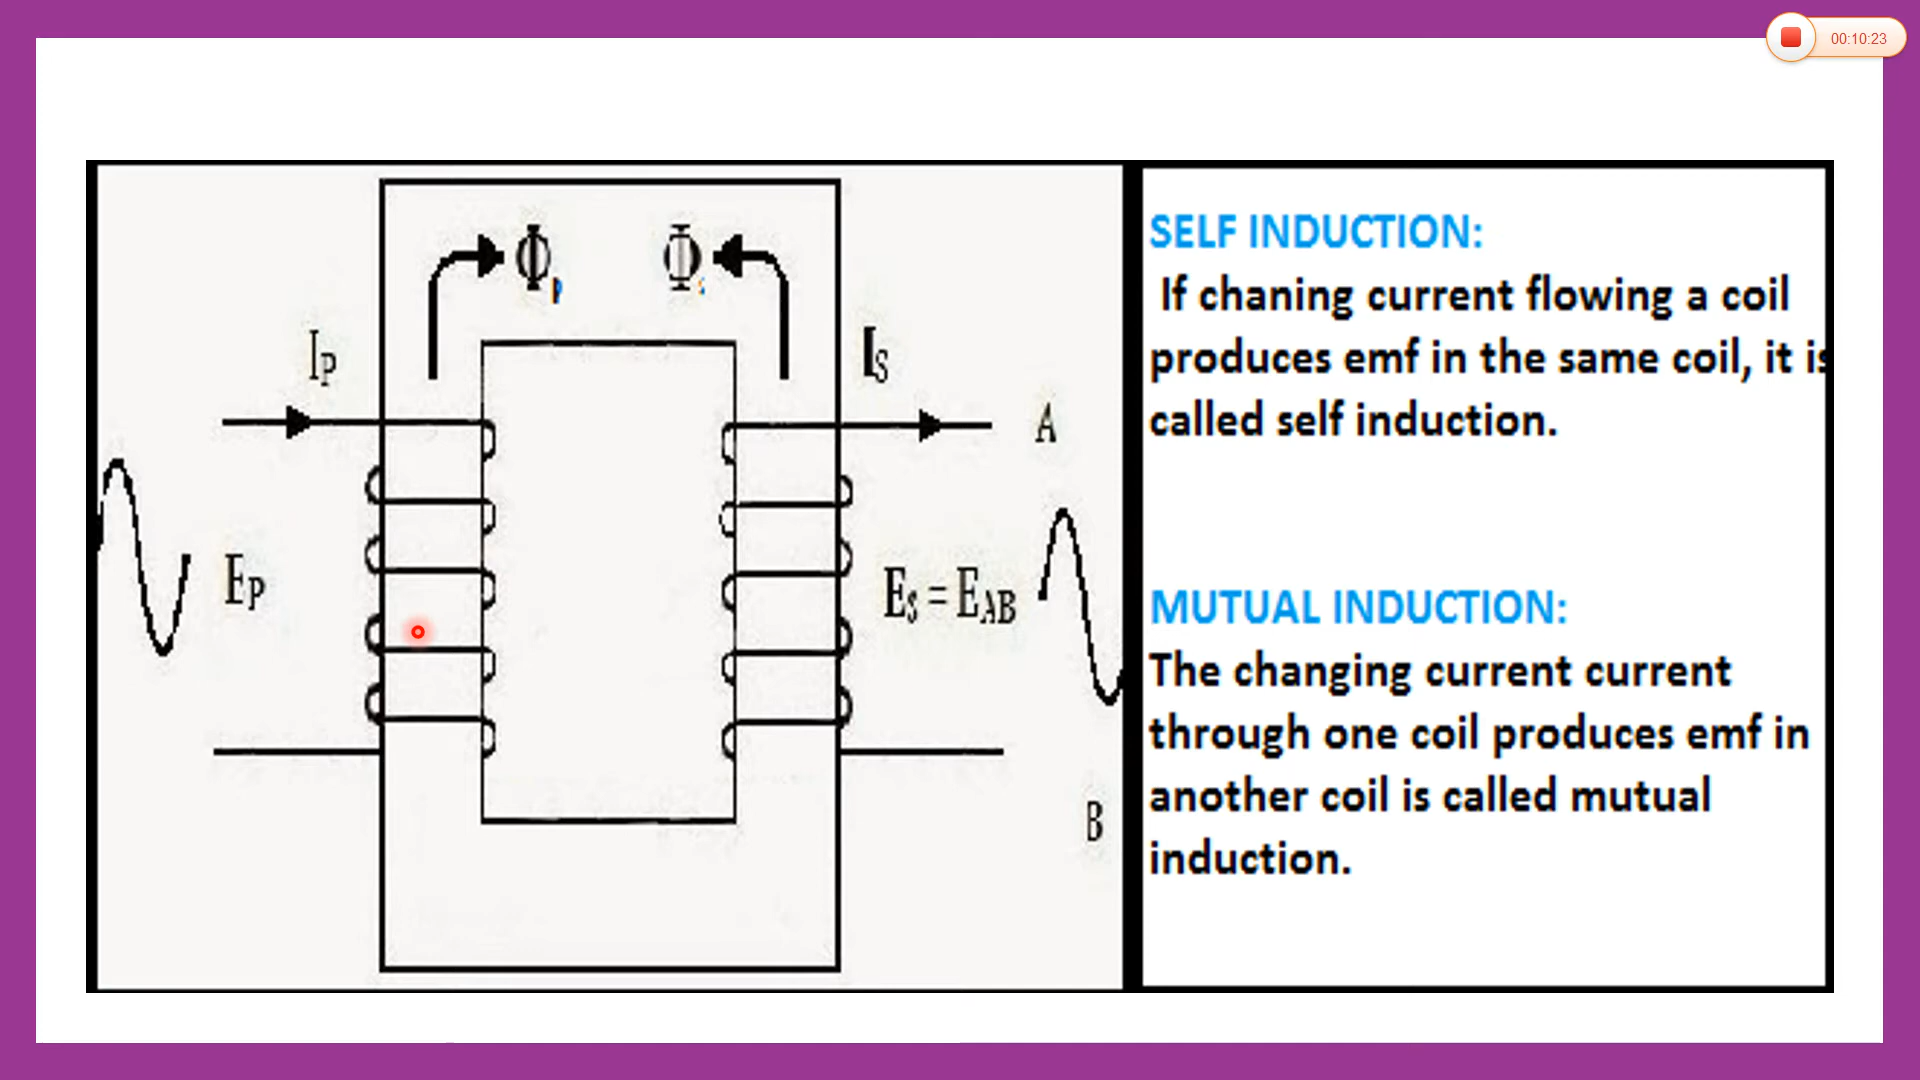 00:10:23
Φp Φs
IP IS
A
EP ES = EAB
B
SELF INDUCTION:
If chaning current flowing a coil
produces emf in the same coil, it is
called self induction.
MUTUAL INDUCTION:
The changing current current
through one coil produces emf in
another coil is called mutual
induction.